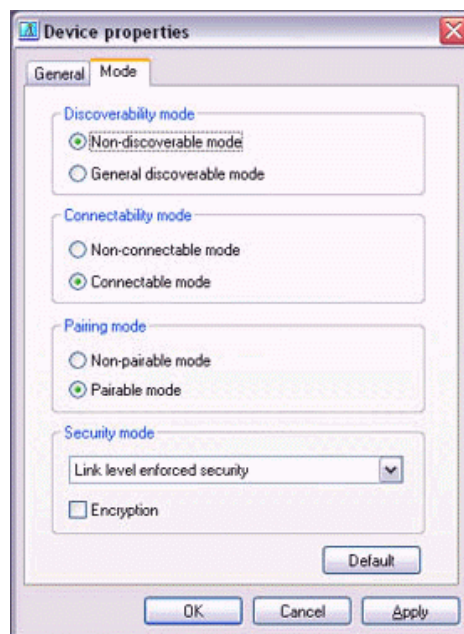 Device properties
General Mode
Discoverability mode
Non-discoverable mode
General discoverable mode
Connectability mode
Non-connectable mode
Connectable mode
Pairing mode
Non-pairable mode
Pairable mode
Security mode
Link level enforced security
Encryption
Default
OK Cancel Apply